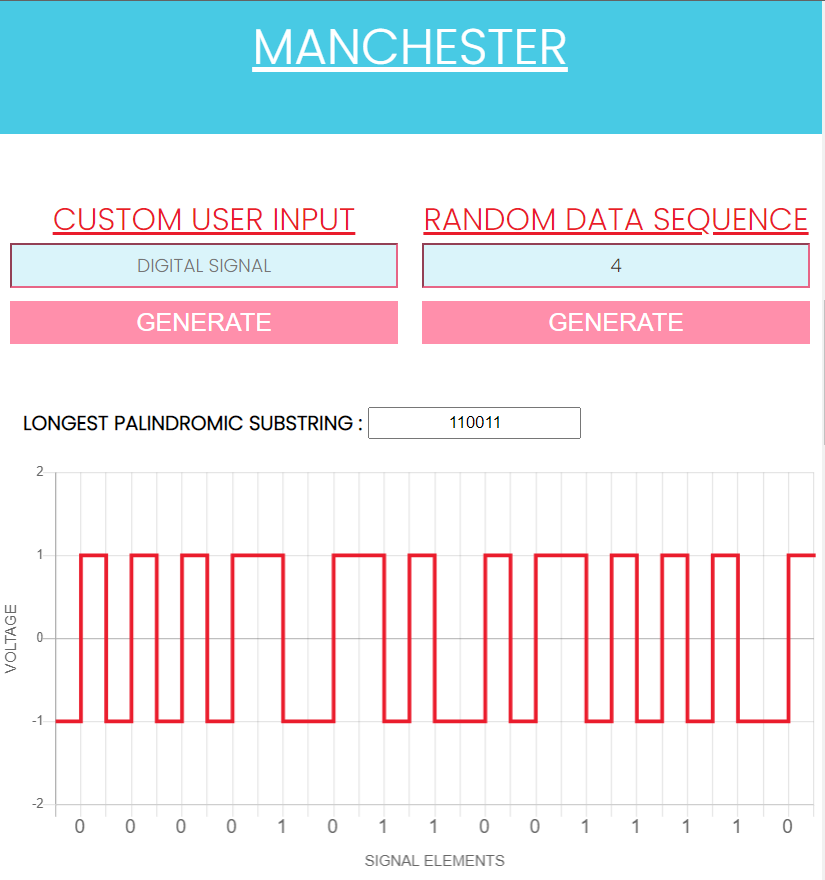 MANCHESTER
CUSTOM USER INPUT
RANDOM DATA SEQUENCE
DIGITAL SIGNAL
4
GENERATE
GENERATE
LONGEST PALINDROMIC SUBSTRING : 110011
2
1
0
-1
-2
VOLTAGE
0 0 0 0 1 0 1 1 0 0 1 1 1 1 0
SIGNAL ELEMENTS